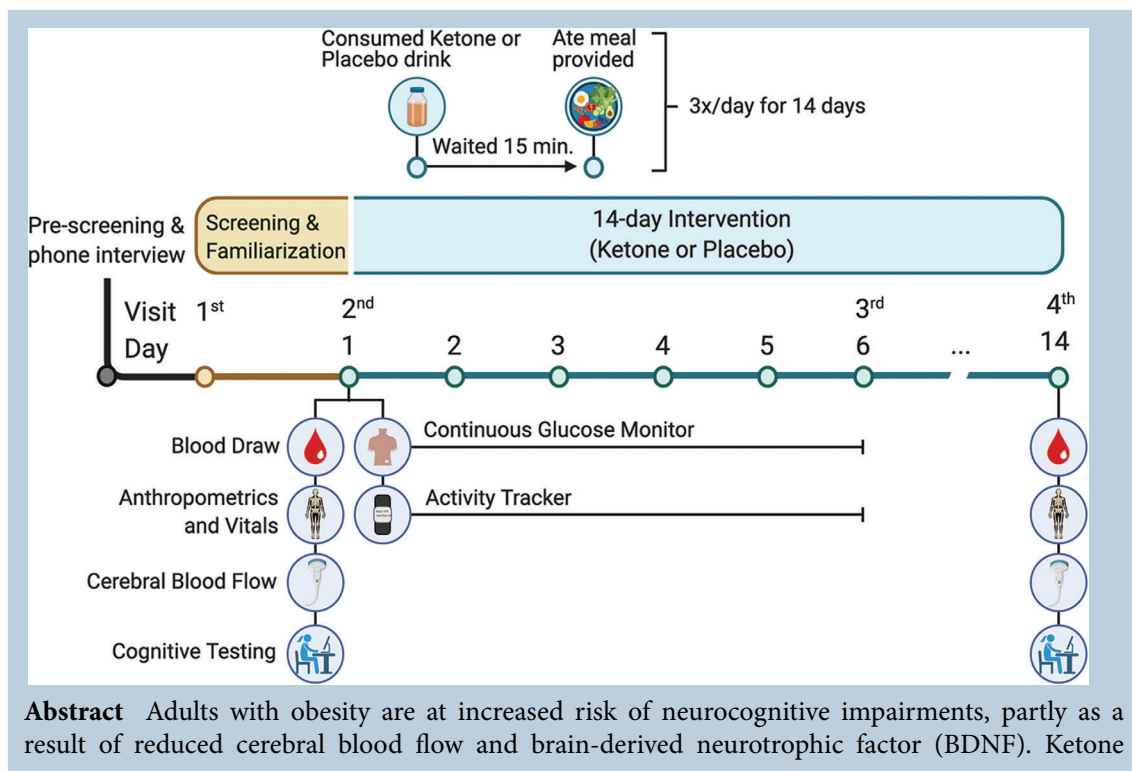 Consumed Ketone or
Placebo drink
Ate meal
provided
3x/day for 14 days
Waited 15 min.
Pre-screening &
phone interview
Screening &
Familiarization
14-day Intervention
(Ketone or Placebo)
Visit 1st 2nd 3rd 4th
Day 1 2 3 4 5 6 ... 14
Blood Draw
Continuous Glucose Monitor
Anthropometrics
and Vitals
Activity Tracker
Cerebral Blood Flow
Cognitive Testing
Abstract Adults with obesity are at increased risk of neurocognitive impairments, partly as a
result of reduced cerebral blood flow and brain-derived neurotrophic factor (BDNF). Ketone